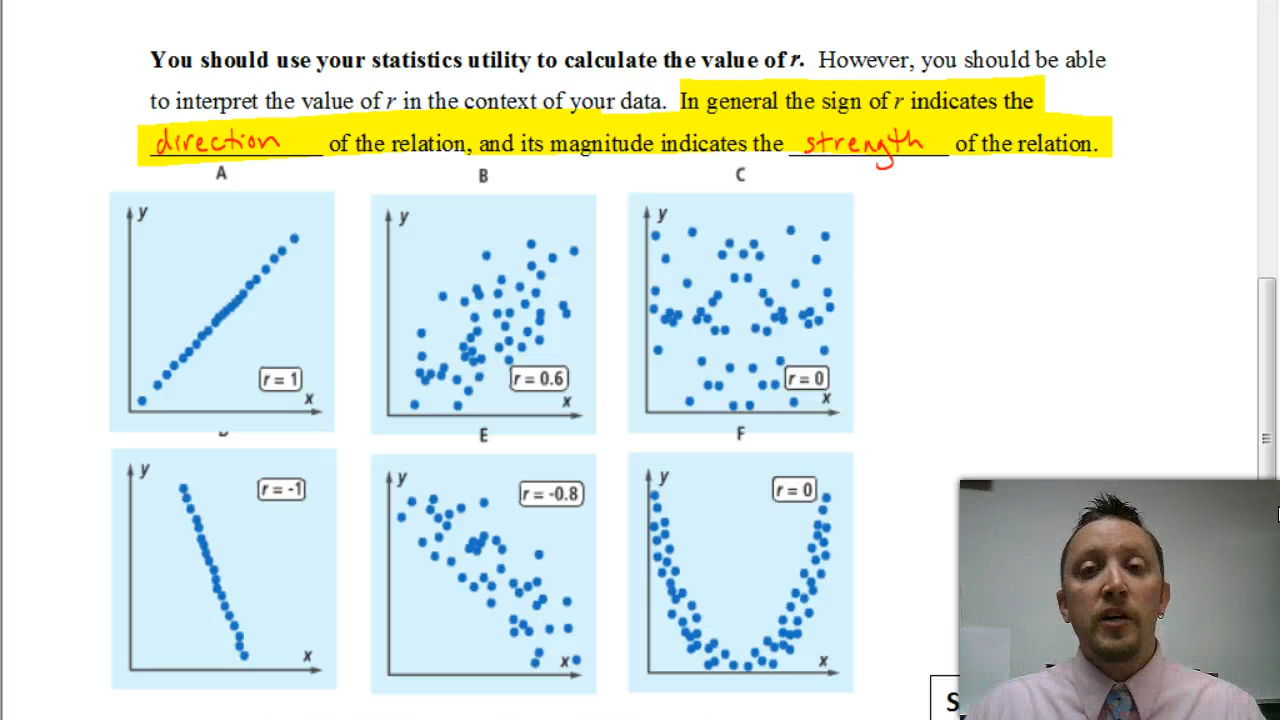 You should use your statistics utility to calculate the value of r. However, you should be able
to interpret the value of r in the context of your data. In general the sign of r indicates the
direction of the relation, and its magnitude indicates the strength of the relation.
A B C
y y y
r = 1 r = 0.6 r = 0
x x x
E F
y y y
r = -1 r = -0.8 r = 0
x x x
S